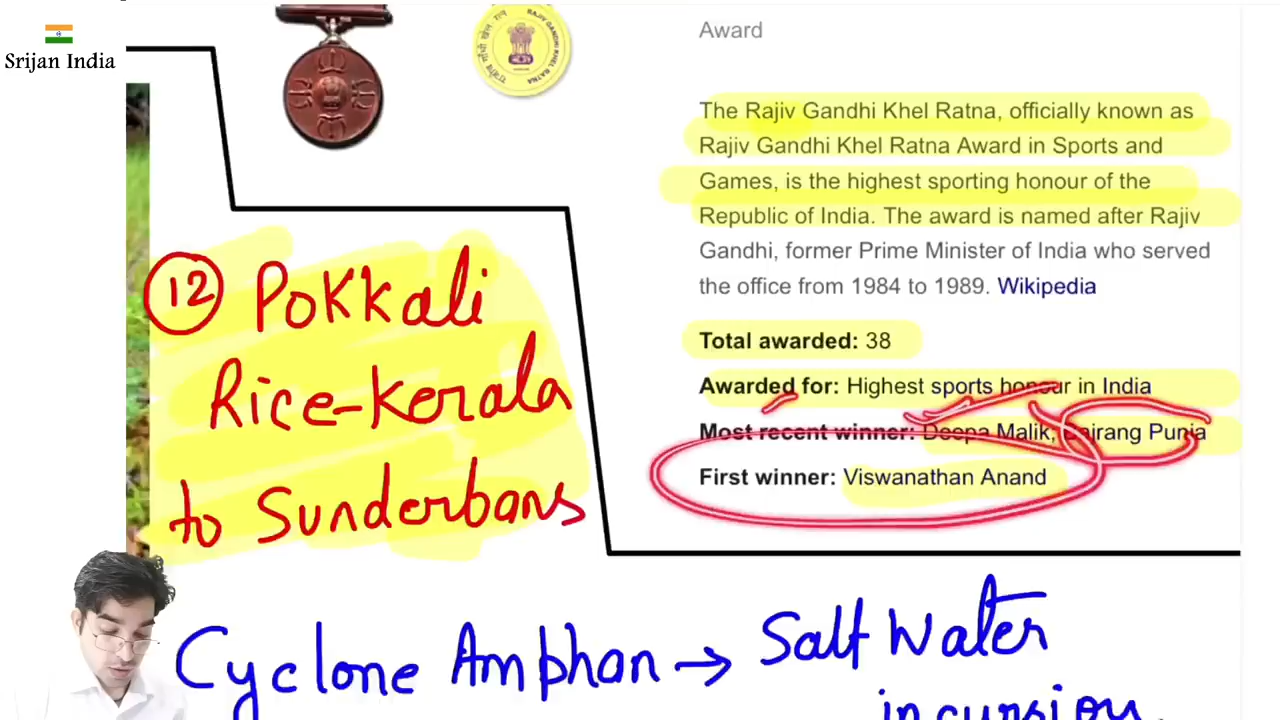 Srijan India
Award
The Rajiv Gandhi Khel Ratna, officially known as
Rajiv Gandhi Khel Ratna Award in Sports and
Games, is the highest sporting honour of the
Republic of India. The award is named after Rajiv
Gandhi, former Prime Minister of India who served
the office from 1984 to 1989. Wikipedia
Total awarded: 38
Awarded for: Highest sports honour in India
Most recent winner: Deepa Malik, Bajrang Punia
First winner: Viswanathan Anand
12 Pokkali
Rice-Kerala
to Sunderbans
Cyclone Amphan → Salt Water
incursion